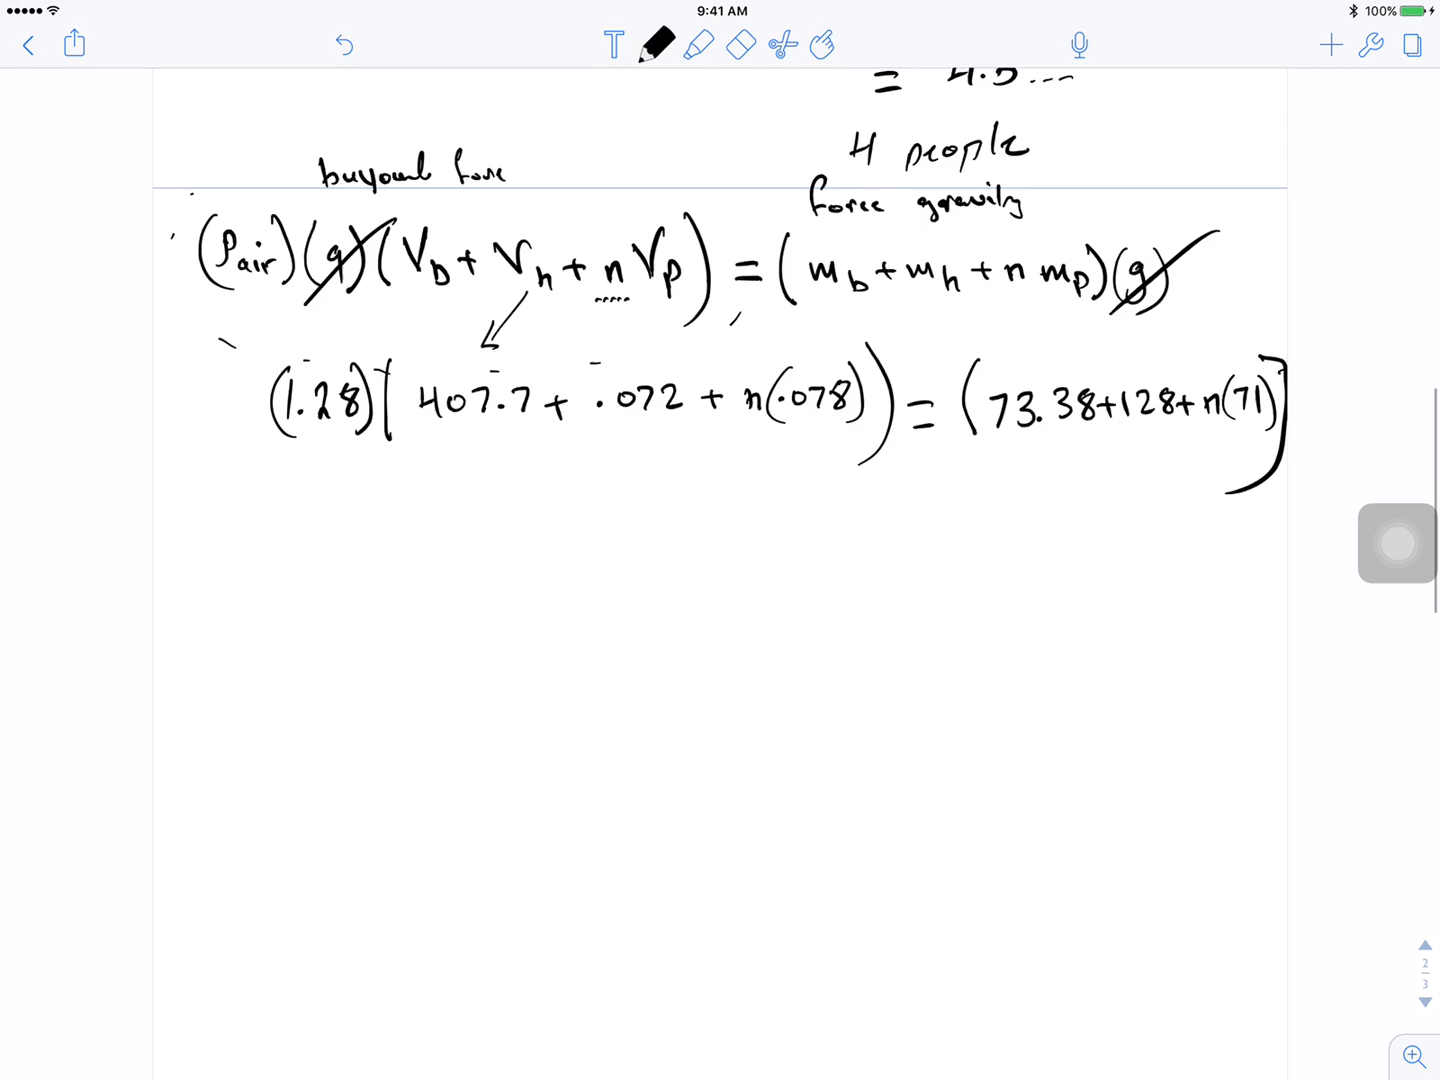 9:41 AM
100%
T
= 4.5...
4 people
buyoant force
force gravity
(ρair)(g)(Vb + Vh + n Vp) = (mb + mh + n mp)(g)
(1.28)( 407.7 + .072 + n(.078)) = (73.38+128+n(71)]
2
3